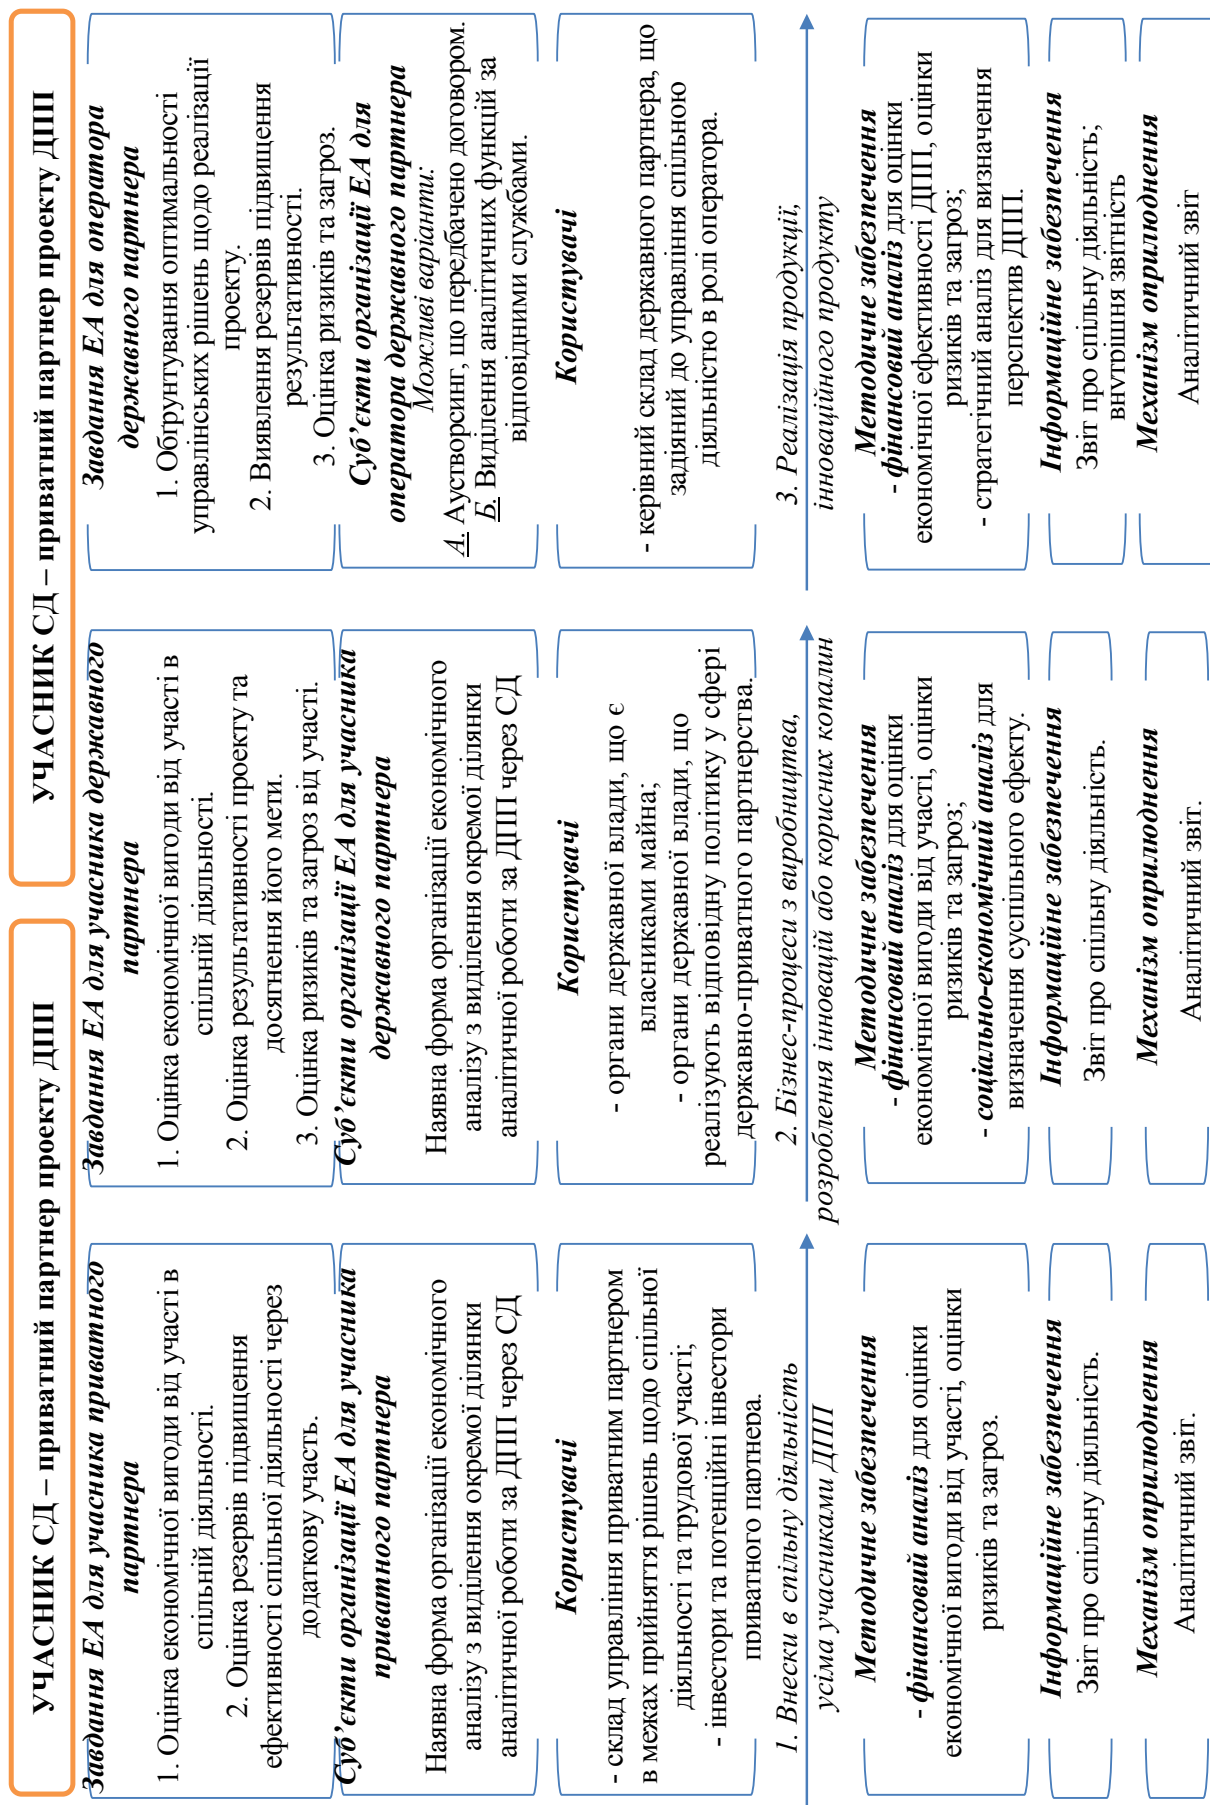 УЧАСНИК СД – приватний партнер проекту ДПП
УЧАСНИК СД – приватний партнер проекту ДПП
Завдання ЕА для учасника приватного
партнера
1. Оцінка економічної вигоди від участі в
спільній діяльності.
2. Оцінка резервів підвищення
ефективності спільної діяльності через
додаткову участь.
Суб’єкти організації ЕА для учасника
приватного партнера
Наявна форма організації економічного
аналізу з виділення окремої ділянки
аналітичної роботи за ДПП через СД
Користувачі
- склад управління приватним партнером
в межах прийняття рішень щодо спільної
діяльності та трудової участі;
- інвестори та потенційні інвестори
приватного партнера.
1. Внески в спільну діяльність
усіма учасниками ДПП
Методичне забезпечення
- фінансовий аналіз для оцінки
економічної вигоди від участі, оцінки
ризиків та загроз.
Інформаційне забезпечення
Звіт про спільну діяльність.
Механізм оприлюднення
Аналітичний звіт.
Завдання ЕА для учасника державного
партнера
1. Оцінка економічної вигоди від участі в
спільній діяльності.
2. Оцінка результативності проекту та
досягнення його мети.
3. Оцінка ризиків та загроз від участі.
Суб’єкти організації ЕА для учасника
державного партнера
Наявна форма організації економічного
аналізу з виділення окремої ділянки
аналітичної роботи за ДПП через СД
Користувачі
- органи державної влади, що є
власниками майна;
- органи державної влади, що
реалізують відповідну політику у сфері
державно-приватного партнерства.
2. Бізнес-процеси з виробництва,
розроблення інновацій або корисних копалин
Методичне забезпечення
- фінансовий аналіз для оцінки
економічної вигоди від участі, оцінки
ризиків та загроз;
- соціально-економічний аналіз для
визначення суспільного ефекту.
Інформаційне забезпечення
Звіт про спільну діяльність.
Механізм оприлюднення
Аналітичний звіт.
Завдання ЕА для оператора
державного партнера
1. Обґрунтування оптимальності
управлінських рішень щодо реалізації
проекту.
2. Виявлення резервів підвищення
результативності.
3. Оцінка ризиків та загроз.
Суб’єкти організації ЕА для
оператора державного партнера
Можливі варіанти:
А. Аустворсинг, що передбачено договором.
Б. Виділення аналітичних функцій за
відповідними службами.
Користувачі
- керівний склад державного партнера, що
задіяний до управління спільною
діяльністю в ролі оператора.
3. Реалізація продукції,
інноваційного продукту
Методичне забезпечення
- фінансовий аналіз для оцінки
економічної ефективності ДПП, оцінки
ризиків та загроз;
- стратегічний аналіз для визначення
перспектив ДПП.
Інформаційне забезпечення
Звіт про спільну діяльність;
внутрішня звітність
Механізм оприлюднення
Аналітичний звіт